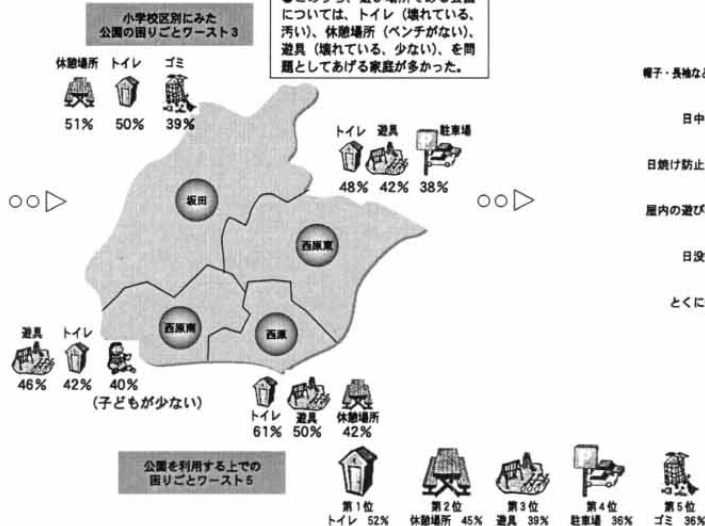 小学校区別にみた
公園の困りごとワースト3
については、トイレ（壊れている、
汚い）、休憩場所（ベンチがない）、
遊具（壊れている、少ない）、を問
題としてあげる家庭が多かった。
休憩場所 トイレ ゴミ
51% 50% 39%
トイレ 遊具 駐車場
48% 42% 38%
坂田
西原東
西原南
西原
遊具 トイレ
46% 42% 40%
(子どもが少ない)
トイレ 遊具 休憩場所
61% 50% 42%
帽子・長袖など
日中
日焼け防止
屋内の遊び
日没
とくに
公園を利用する上での
困りごとワースト5
第1位 第2位 第3位 第4位 第5位
トイレ 52% 休憩場所 45% 遊具 39% 駐車場 36% ゴミ 36%